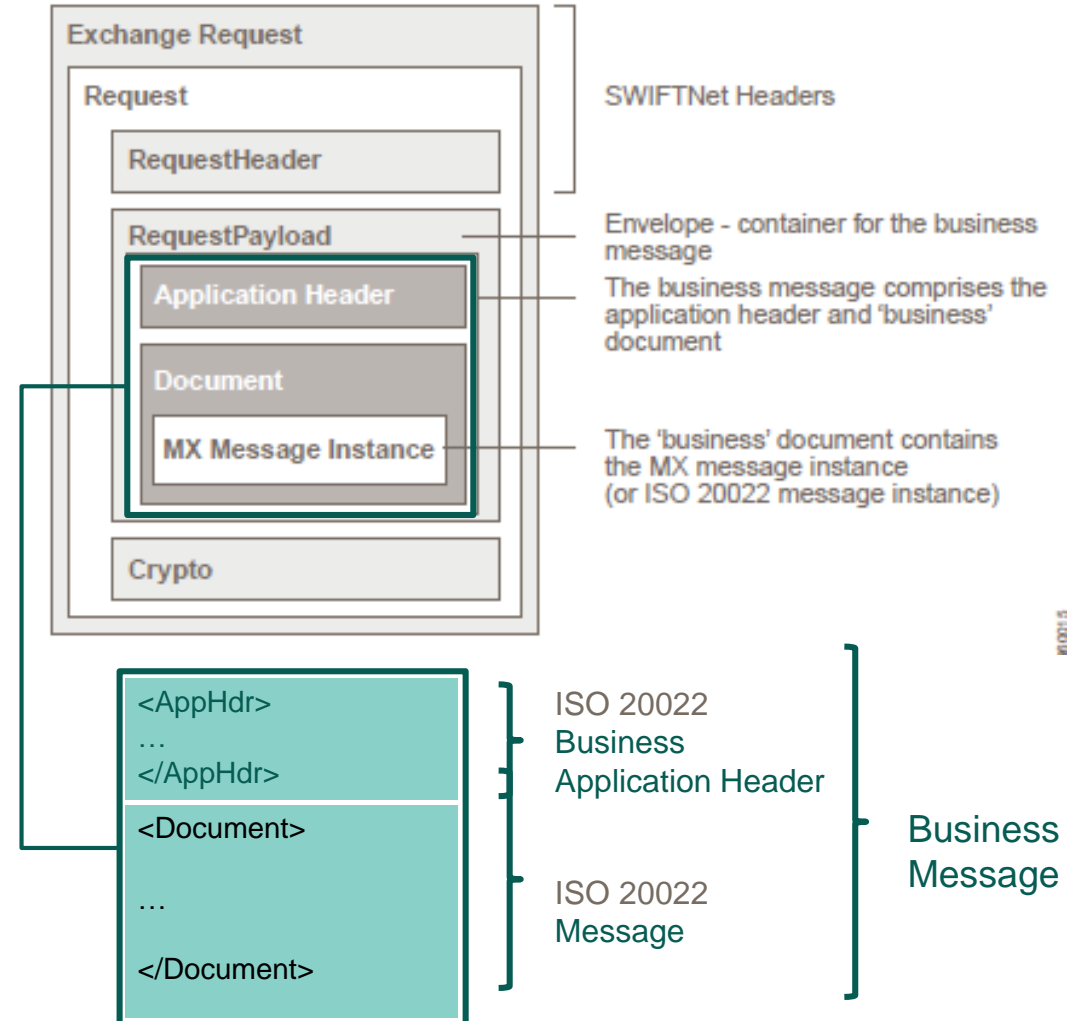 Exchange Request
Request
SWIFTNet Headers
RequestHeader
RequestPayload
Envelope - container for the business
message
Application Header
The business message comprises the
application header and ‘business’
document
Document
MX Message Instance
The ‘business’ document contains
the MX message instance
(or ISO 20022 message instance)
Crypto
<AppHdr>
…
</AppHdr>
ISO 20022
Business
Application Header
<Document>
…
</Document>
ISO 20022
Message
Business
Message